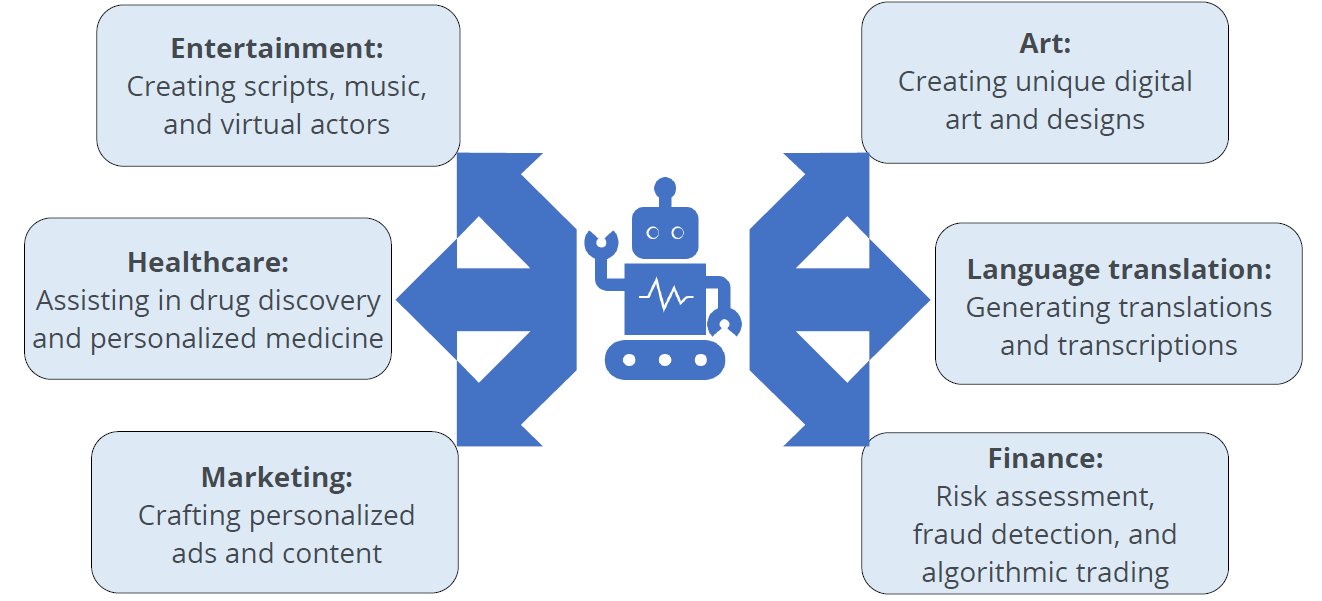 Entertainment:
Creating scripts, music,
and virtual actors
Healthcare:
Assisting in drug discovery
and personalized medicine
Marketing:
Crafting personalized
ads and content
Art:
Creating unique digital
art and designs
Language translation:
Generating translations
and transcriptions
Finance:
Risk assessment,
fraud detection, and
algorithmic trading